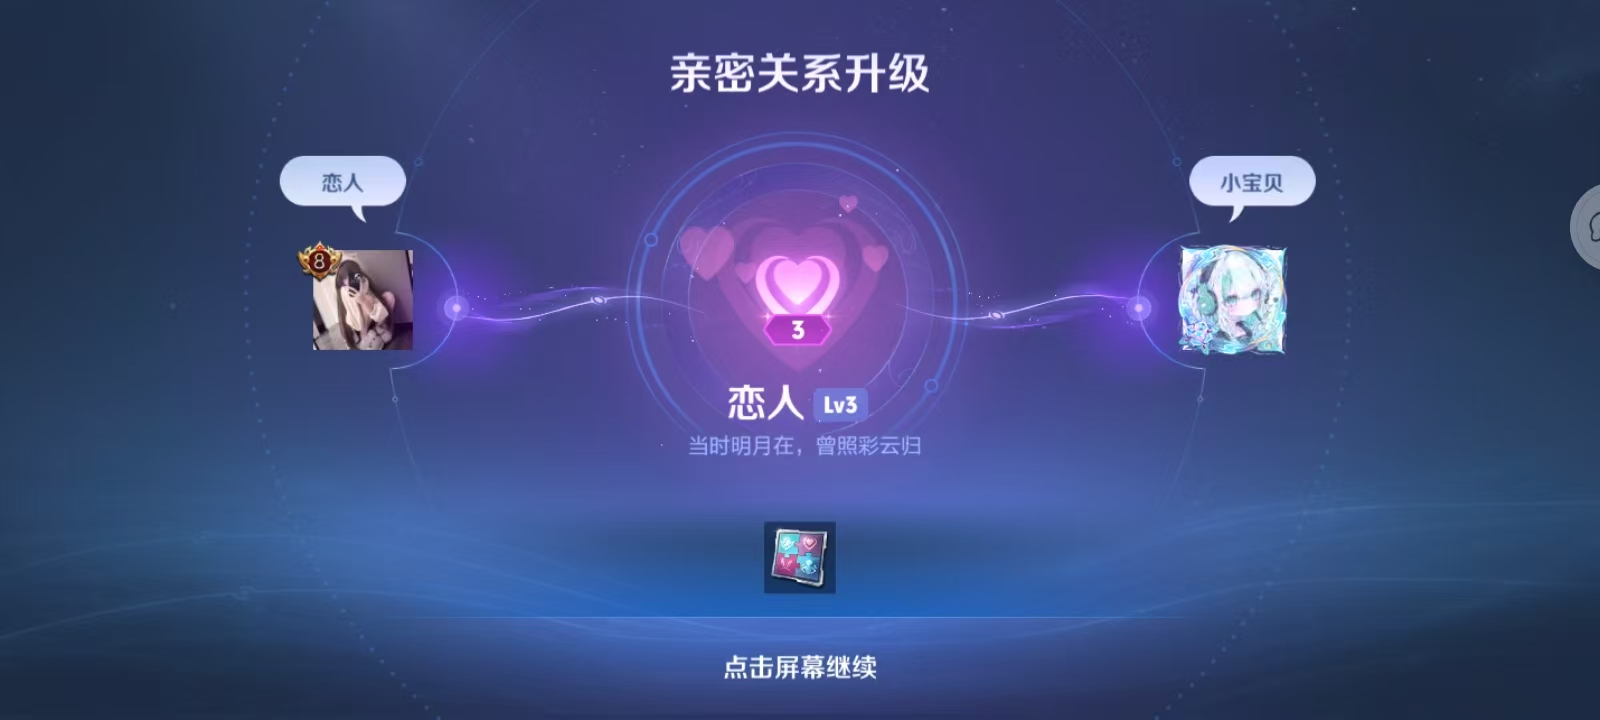 亲密关系升级
恋人
小宝贝
8
3
恋人 Lv3
当时明月在，曾照彩云归
点击屏幕继续